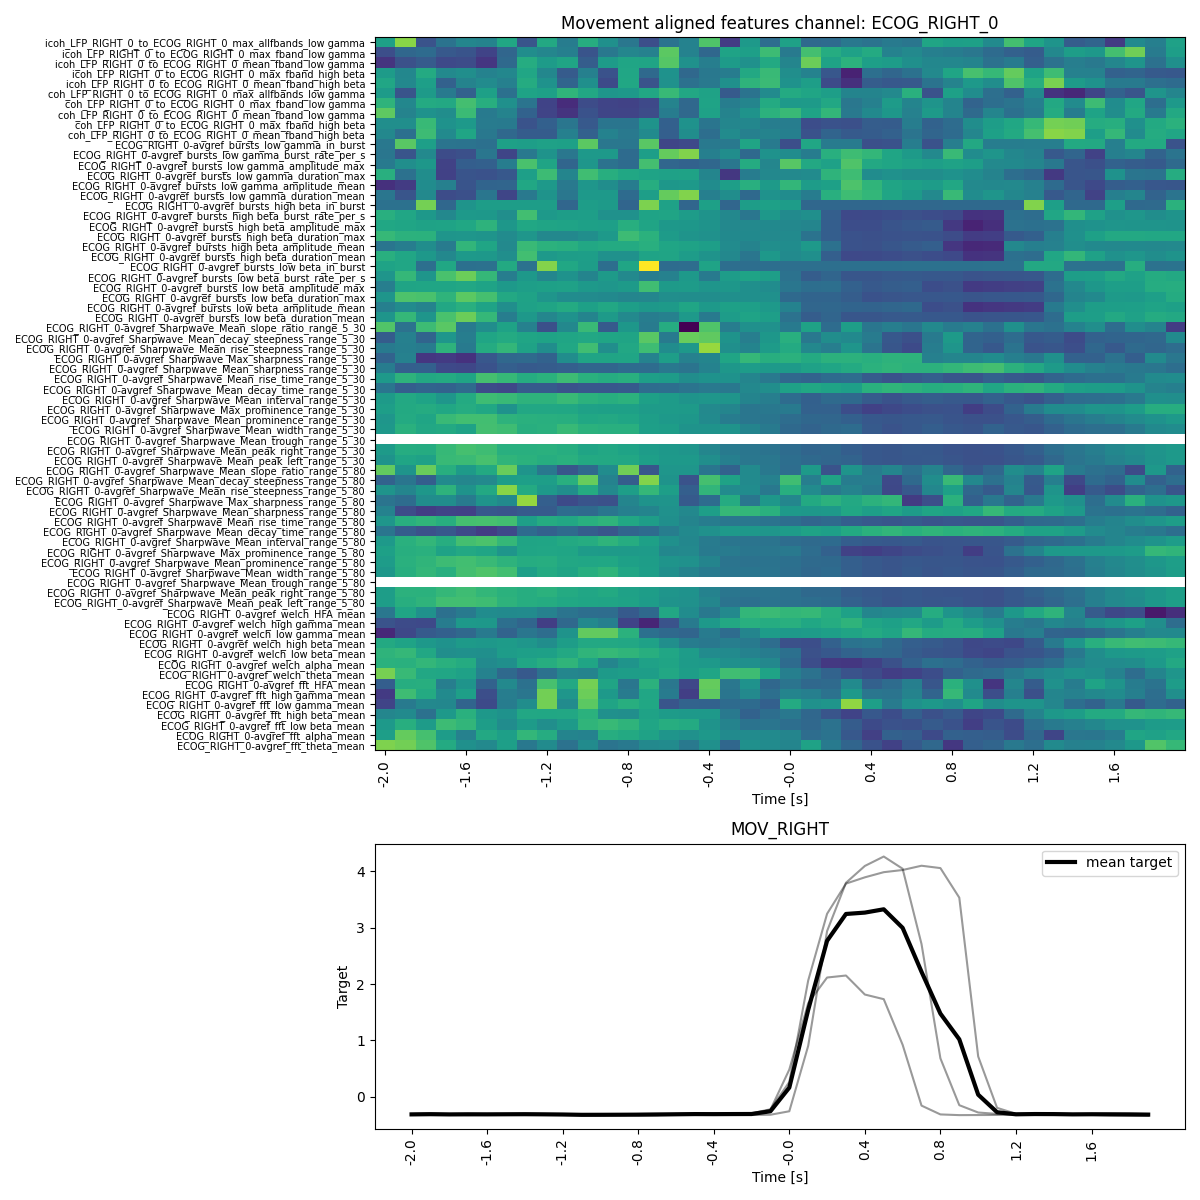 Movement aligned features channel: ECOG_RIGHT_0
icoh_LFP_RIGHT_0_to_ECOG_RIGHT_0_max_allfbands_low gamma
icoh_LFP_RIGHT_0_to_ECOG_RIGHT_0_max_fband_low gamma
icoh_LFP_RIGHT_0_to_ECOG_RIGHT_0_mean_fband_low gamma
icoh_LFP_RIGHT_0_to_ECOG_RIGHT_0_max_fband_high beta
icoh_LFP_RIGHT_0_to_ECOG_RIGHT_0_mean_fband_high beta
coh_LFP_RIGHT_0_to_ECOG_RIGHT_0_max_allfbands_low gamma
coh_LFP_RIGHT_0_to_ECOG_RIGHT_0_max_fband_low gamma
coh_LFP_RIGHT_0_to_ECOG_RIGHT_0_mean_fband_low gamma
coh_LFP_RIGHT_0_to_ECOG_RIGHT_0_max_fband_high beta
coh_LFP_RIGHT_0_to_ECOG_RIGHT_0_mean_fband_high beta
ECOG_RIGHT_0-avgref_bursts_low gamma_in_burst
ECOG_RIGHT_0-avgref_bursts_low gamma_burst_rate_per_s
ECOG_RIGHT_0-avgref_bursts_low gamma_amplitude_max
ECOG_RIGHT_0-avgref_bursts_low gamma_duration_max
ECOG_RIGHT_0-avgref_bursts_low gamma_amplitude_mean
ECOG_RIGHT_0-avgref_bursts_low gamma_duration_mean
ECOG_RIGHT_0-avgref_bursts_high beta_in_burst
ECOG_RIGHT_0-avgref_bursts_high beta_burst_rate_per_s
ECOG_RIGHT_0-avgref_bursts_high beta_amplitude_max
ECOG_RIGHT_0-avgref_bursts_high beta_duration_max
ECOG_RIGHT_0-avgref_bursts_high beta_amplitude_mean
ECOG_RIGHT_0-avgref_bursts_high beta_duration_mean
ECOG_RIGHT_0-avgref_bursts_low beta_in_burst
ECOG_RIGHT_0-avgref_bursts_low beta_burst_rate_per_s
ECOG_RIGHT_0-avgref_bursts_low beta_amplitude_max
ECOG_RIGHT_0-avgref_bursts_low beta_duration_max
ECOG_RIGHT_0-avgref_bursts_low beta_amplitude_mean
ECOG_RIGHT_0-avgref_bursts_low beta_duration_mean
ECOG_RIGHT_0-avgref_Sharpwave_Mean_slope_ratio_range_5_30
ECOG_RIGHT_0-avgref_Sharpwave_Mean_decay_steepness_range_5_30
ECOG_RIGHT_0-avgref_Sharpwave_Mean_rise_steepness_range_5_30
ECOG_RIGHT_0-avgref_Sharpwave_Max_sharpness_range_5_30
ECOG_RIGHT_0-avgref_Sharpwave_Mean_sharpness_range_5_30
ECOG_RIGHT_0-avgref_Sharpwave_Mean_rise_time_range_5_30
ECOG_RIGHT_0-avgref_Sharpwave_Mean_decay_time_range_5_30
ECOG_RIGHT_0-avgref_Sharpwave_Mean_interval_range_5_30
ECOG_RIGHT_0-avgref_Sharpwave_Max_prominence_range_5_30
ECOG_RIGHT_0-avgref_Sharpwave_Mean_prominence_range_5_30
ECOG_RIGHT_0-avgref_Sharpwave_Mean_width_range_5_30
ECOG_RIGHT_0-avgref_Sharpwave_Mean_trough_range_5_30
ECOG_RIGHT_0-avgref_Sharpwave_Mean_peak_right_range_5_30
ECOG_RIGHT_0-avgref_Sharpwave_Mean_peak_left_range_5_30
ECOG_RIGHT_0-avgref_Sharpwave_Mean_slope_ratio_range_5_80
ECOG_RIGHT_0-avgref_Sharpwave_Mean_decay_steepness_range_5_80
ECOG_RIGHT_0-avgref_Sharpwave_Mean_rise_steepness_range_5_80
ECOG_RIGHT_0-avgref_Sharpwave_Max_sharpness_range_5_80
ECOG_RIGHT_0-avgref_Sharpwave_Mean_sharpness_range_5_80
ECOG_RIGHT_0-avgref_Sharpwave_Mean_rise_time_range_5_80
ECOG_RIGHT_0-avgref_Sharpwave_Mean_decay_time_range_5_80
ECOG_RIGHT_0-avgref_Sharpwave_Mean_interval_range_5_80
ECOG_RIGHT_0-avgref_Sharpwave_Max_prominence_range_5_80
ECOG_RIGHT_0-avgref_Sharpwave_Mean_prominence_range_5_80
ECOG_RIGHT_0-avgref_Sharpwave_Mean_width_range_5_80
ECOG_RIGHT_0-avgref_Sharpwave_Mean_trough_range_5_80
ECOG_RIGHT_0-avgref_Sharpwave_Mean_peak_right_range_5_80
ECOG_RIGHT_0-avgref_Sharpwave_Mean_peak_left_range_5_80
ECOG_RIGHT_0-avgref_welch_HFA_mean
ECOG_RIGHT_0-avgref_welch_high gamma_mean
ECOG_RIGHT_0-avgref_welch_low gamma_mean
ECOG_RIGHT_0-avgref_welch_high beta_mean
ECOG_RIGHT_0-avgref_welch_low beta_mean
ECOG_RIGHT_0-avgref_welch_alpha_mean
ECOG_RIGHT_0-avgref_welch_theta_mean
ECOG_RIGHT_0-avgref_fft_HFA_mean
ECOG_RIGHT_0-avgref_fft_high gamma_mean
ECOG_RIGHT_0-avgref_fft_low gamma_mean
ECOG_RIGHT_0-avgref_fft_high beta_mean
ECOG_RIGHT_0-avgref_fft_low beta_mean
ECOG_RIGHT_0-avgref_fft_alpha_mean
ECOG_RIGHT_0-avgref_fft_theta_mean
-2.0 -1.6 -1.2 -0.8 -0.4 -0.0 0.4 0.8 1.2 1.6
Time [s]
MOV_RIGHT
mean target
4
3
2
1
0
Target
-2.0 -1.6 -1.2 -0.8 -0.4 -0.0 0.4 0.8 1.2 1.6
Time [s]